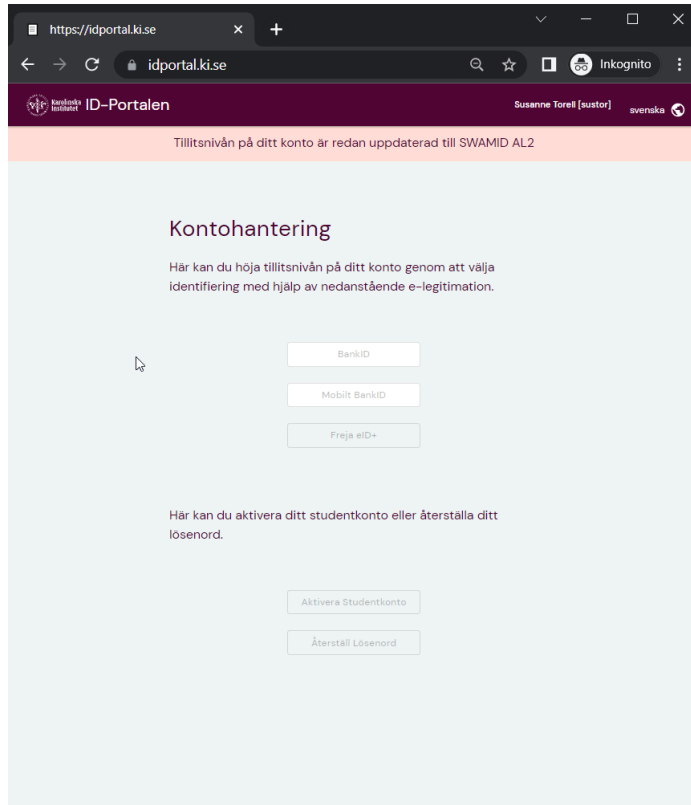 https://idportal.ki.se
idportal.ki.se
Inkognito
Karolinska Institutet
ID-Portalen
Susanne Torell [sustor]
svenska
Tillitsnivån på ditt konto är redan uppdaterad till SWAMID AL2
Kontohantering
Här kan du höja tillitsnivån på ditt konto genom att välja
identifiering med hjälp av nedanstående e-legitimation.
BankID
Mobilt BankID
Freja eID+
Här kan du aktivera ditt studentkonto eller återställa ditt
lösenord.
Aktivera Studentkonto
Återställ Lösenord